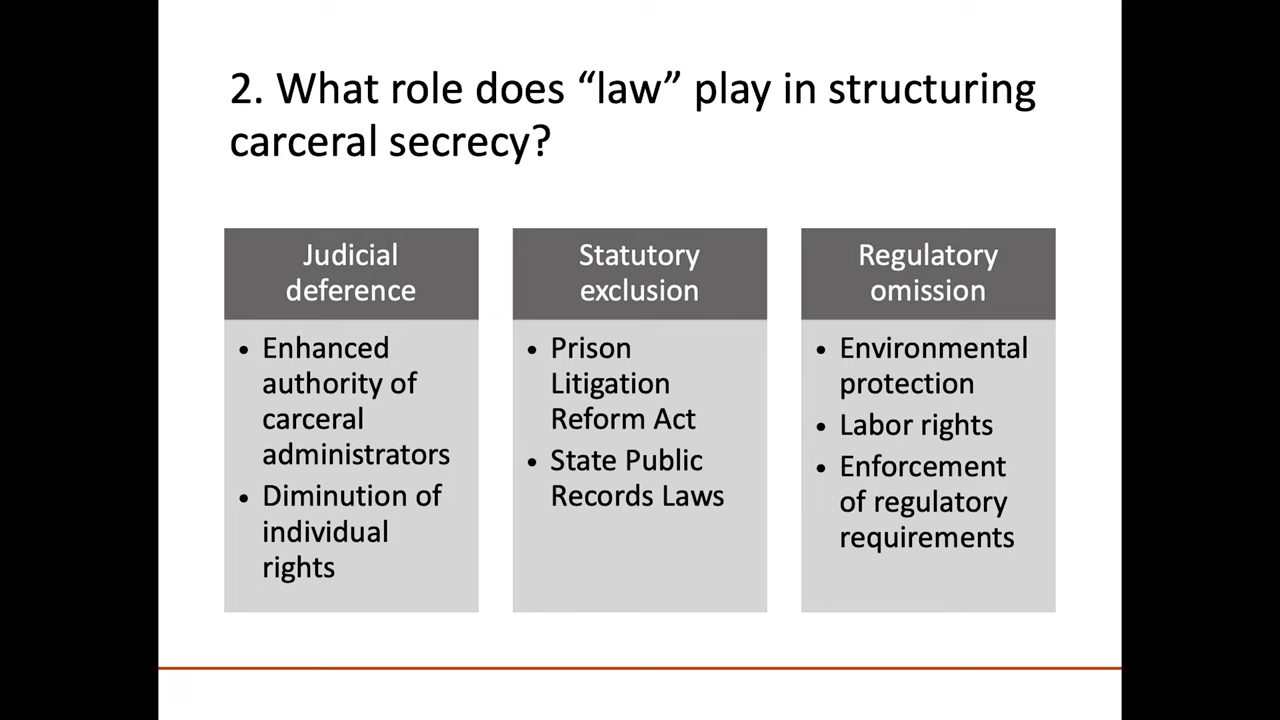 2. What role does “law” play in structuring
carceral secrecy?
Judicial
deference
• Enhanced
authority of
carceral
administrators
• Diminution of
individual
rights
Statutory
exclusion
• Prison
Litigation
Reform Act
• State Public
Records Laws
Regulatory
omission
• Environmental
protection
• Labor rights
• Enforcement
of regulatory
requirements